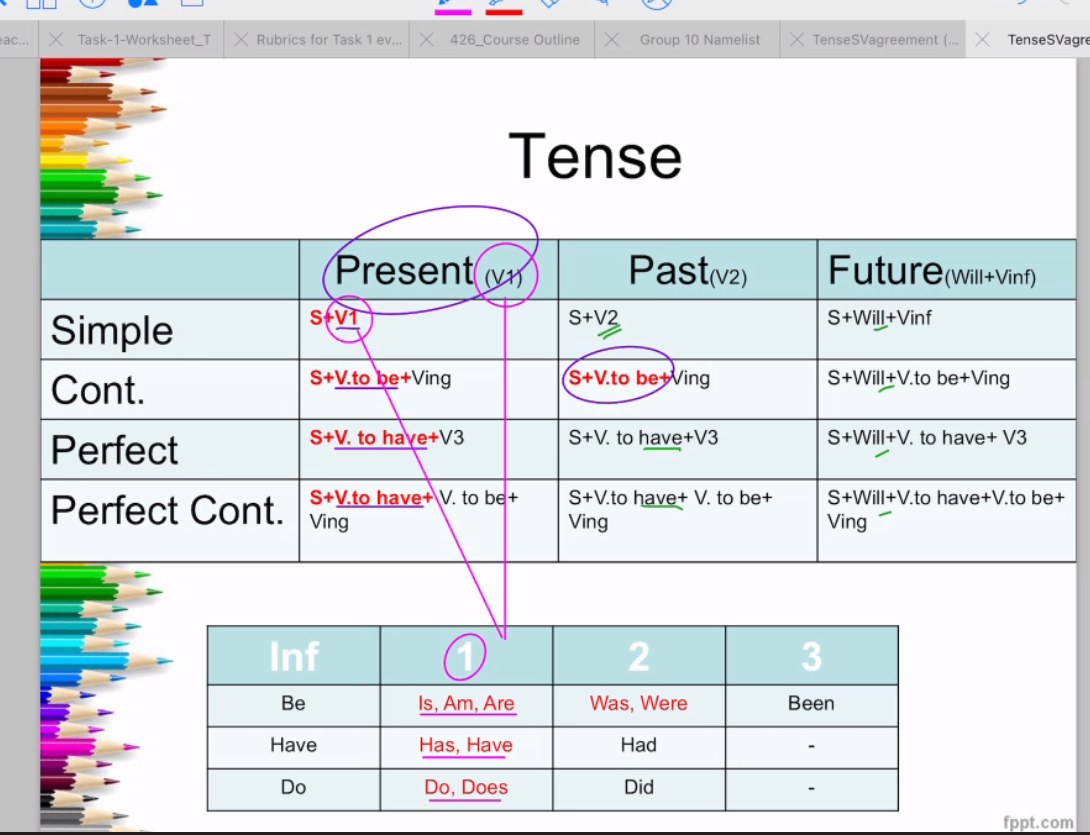 eac...
Task-1-Worksheet_T
Rubrics for Task 1 ev...
426_Course Outline
Group 10 Namelist
TenseSVagreement (...
TenseSVagre
Tense
Present (V1)
Past(V2)
Future(Will+Vinf)
Simple
S+V1
S+V2
S+Will+Vinf
Cont.
S+V.to be+Ving
S+V.to be+Ving
S+Will+V.to be+Ving
Perfect
S+V. to have+V3
S+V. to have+V3
S+Will+V. to have+ V3
Perfect Cont.
S+V.to have+ V. to be+
Ving
S+V.to have+ V. to be+
Ving
S+Will+V.to have+V.to be+
Ving
Inf
1
2
3
Be
Is, Am, Are
Was, Were
Been
Have
Has, Have
Had
-
Do
Do, Does
Did
-
fppt.com